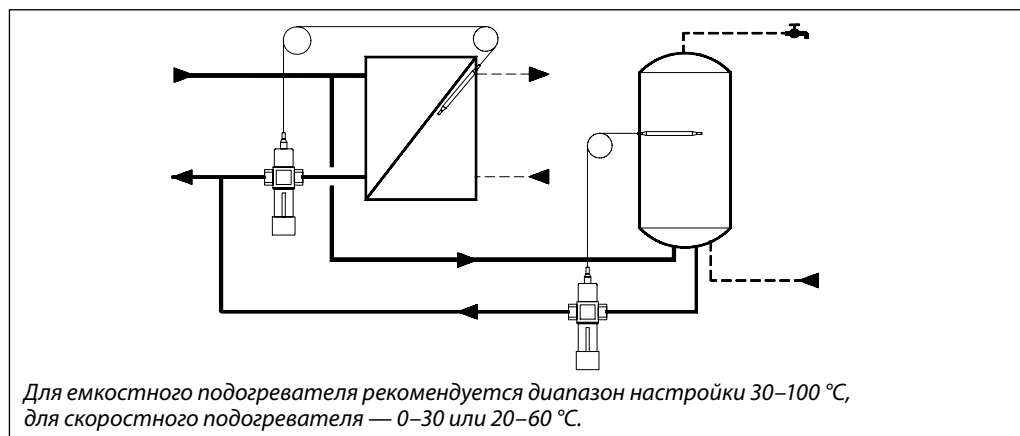 Для емкостного подогревателя рекомендуется диапазон настройки 30–100 °C,
для скоростного подогревателя — 0–30 или 20–60 °C.